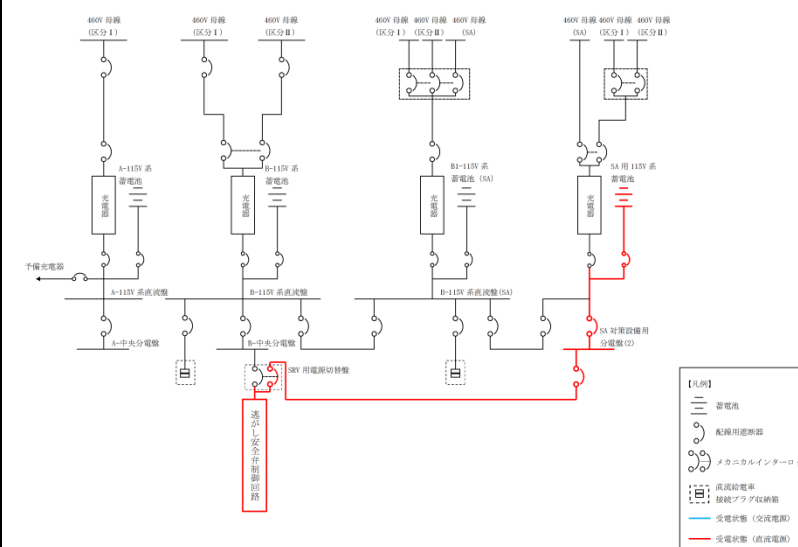 460V 母線
(区分Ⅰ)
460V 母線
(区分Ⅰ)
460V 母線
(区分Ⅱ)
460V 母線
(区分Ⅰ)
460V 母線
(区分Ⅱ)
460V 母線
(SA)
460V 母線
(SA)
460V 母線
(区分Ⅰ)
460V 母線
(区分Ⅱ)
A-115V 系
蓄電池
充電器
B-115V 系
蓄電池
充電器
B1-115V 系
蓄電池 (SA)
充電器
SA 用 115V 系
蓄電池
充電器
予備充電器
A-115V 系直流盤
B-115V 系直流盤
B-115V 系直流盤(SA)
A-中央分電盤
B-中央分電盤
SA 対策設備用
分電盤(2)
SRV 用電源切替盤
逃がし安全弁制御回路
【凡例】
蓄電池
配線用遮断器
メカニカルインターロ
直流給電車
接続プラグ収納箱
受電状態 (交流電源)
受電状態 (直流電源)